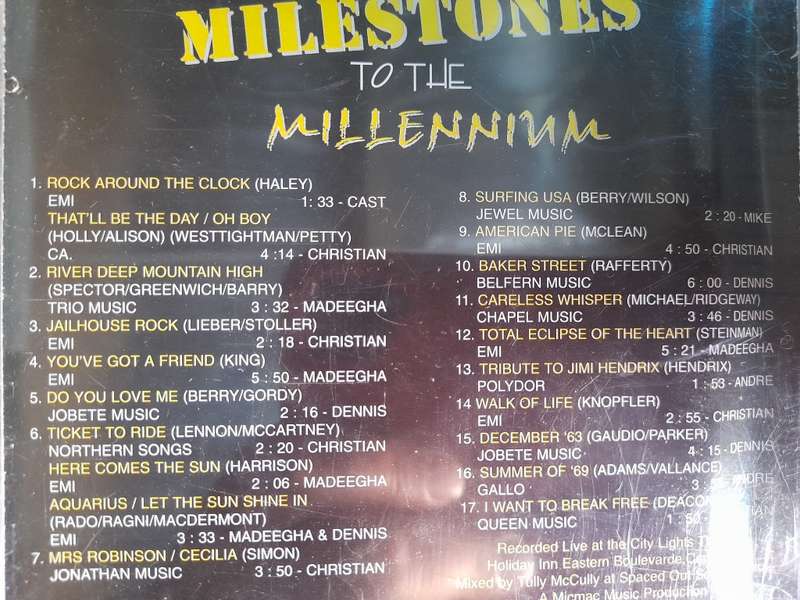 MILESTONES
TO THE
MILLENNIUM
1. ROCK AROUND THE CLOCK (HALEY)
EMI 1: 33 - CAST
THAT'LL BE THE DAY / OH BOY
(HOLLY/ALISON) (WESTTIGHTMAN/PETTY)
CA. 4 :14 - CHRISTIAN
2. RIVER DEEP MOUNTAIN HIGH
(SPECTOR/GREENWICH/BARRY)
TRIO MUSIC 3 : 32 - MADEEGHA
3. JAILHOUSE ROCK (LIEBER/STOLLER)
EMI 2 : 18 - CHRISTIAN
4. YOU'VE GOT A FRIEND (KING)
EMI 5 : 50 - MADEEGHA
5. DO YOU LOVE ME (BERRY/GORDY)
JOBETE MUSIC 2 : 16 - DENNIS
6. TICKET TO RIDE (LENNON/MCCARTNEY)
NORTHERN SONGS 2 : 20 - CHRISTIAN
HERE COMES THE SUN (HARRISON)
EMI 2 : 06 - MADEEGHA
AQUARIUS / LET THE SUN SHINE IN
(RADO/RAGNI/MACDERMONT)
EMI 3 : 33 - MADEEGHA & DENNIS
7. MRS ROBINSON / CECILIA (SIMON)
JONATHAN MUSIC 3 : 50 - CHRISTIAN
8. SURFING USA (BERRY/WILSON)
JEWEL MUSIC 2 : 20 - MIKE
9. AMERICAN PIE (MCLEAN)
EMI 4 : 50 - CHRISTIAN
10. BAKER STREET (RAFFERTY)
BELFERN MUSIC 6 : 00 - DENNIS
11. CARELESS WHISPER (MICHAEL/RIDGEWAY)
CHAPEL MUSIC 3 : 46 - DENNIS
12. TOTAL ECLIPSE OF THE HEART (STEINMAN)
EMI 5 : 21 - MADEEGHA
13. TRIBUTE TO JIMI HENDRIX (HENDRIX)
POLYDOR 1 : 53 - ANDRE
14 WALK OF LIFE (KNOPFLER)
EMI 2 : 55 - CHRISTIAN
15. DECEMBER '63 (GAUDIO/PARKER)
JOBETE MUSIC 4 : 15 - DENNIS
16. SUMMER OF '69 (ADAMS/VALLANCE)
GALLO 3
17. I WANT TO BREAK FREE
QUEEN MUSIC
Recorded Live at the City Lights
Holiday Inn Eastern Boulevarde,
Mixed by Tully McCully at Spaced Out
A Micmac Music Production